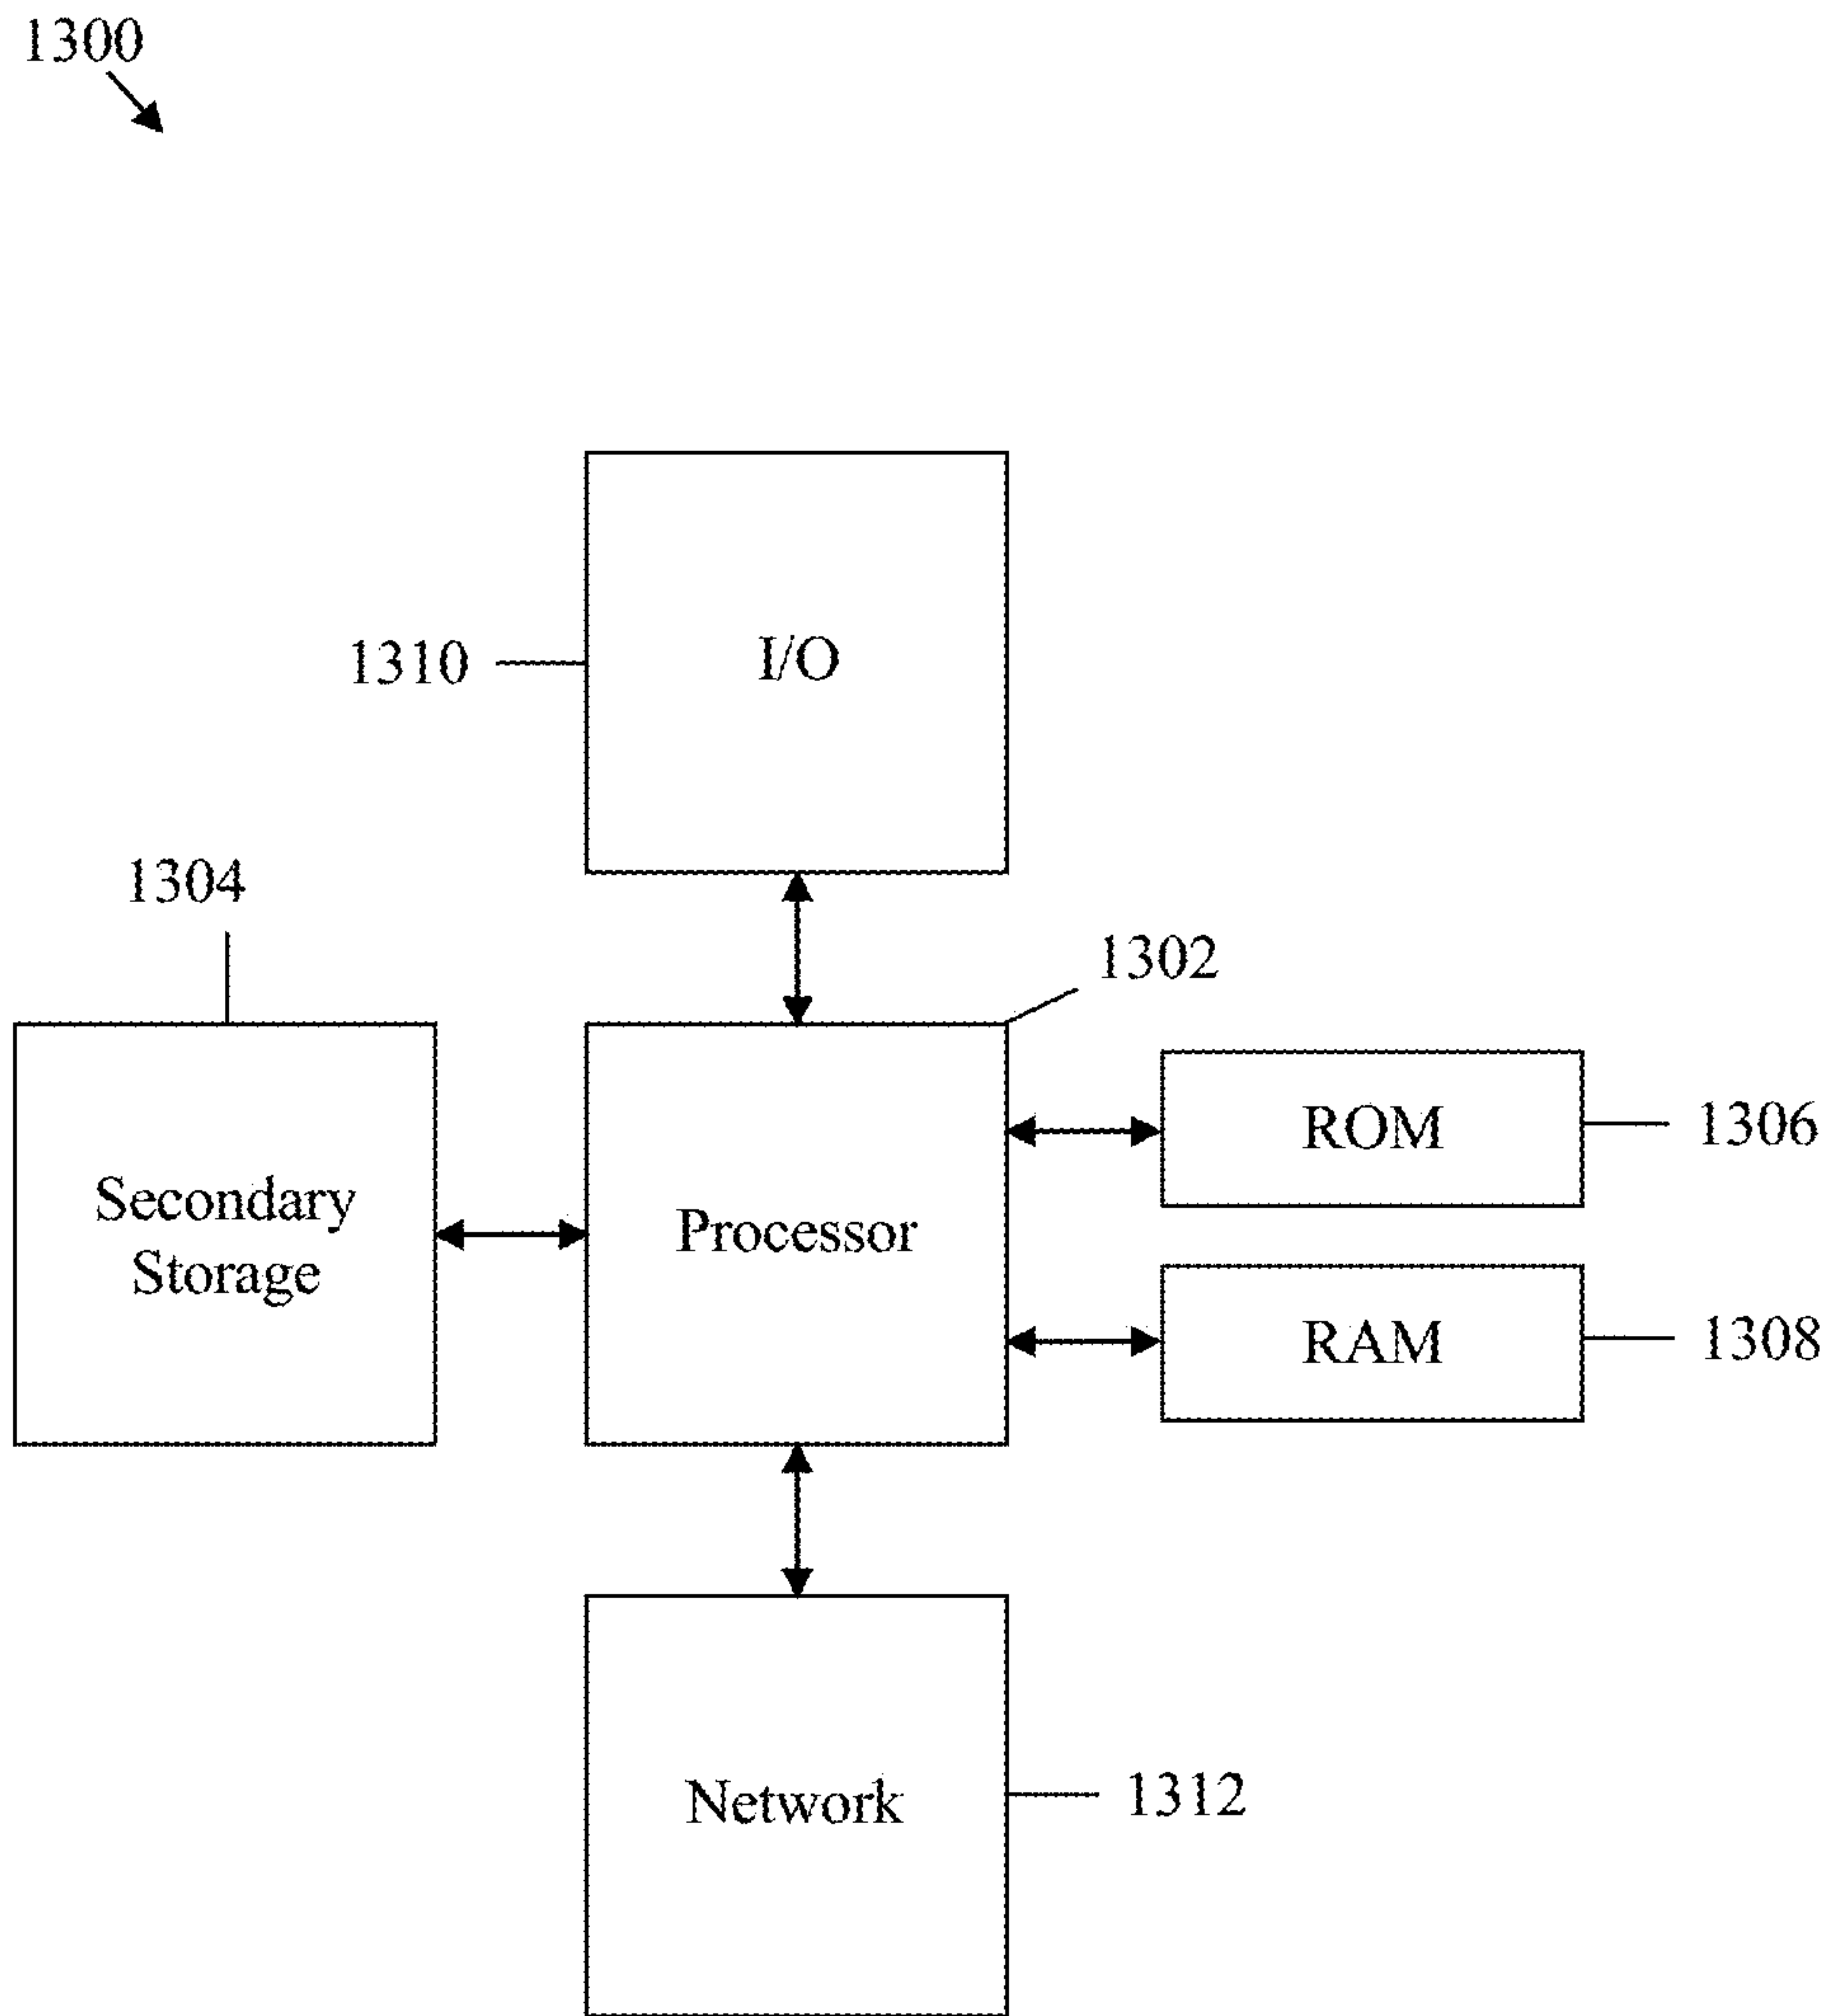 1300
I/O
1310
1304
1302
ROM
1306
Secondary
Storage
Processor
RAM
1308
Network
1312